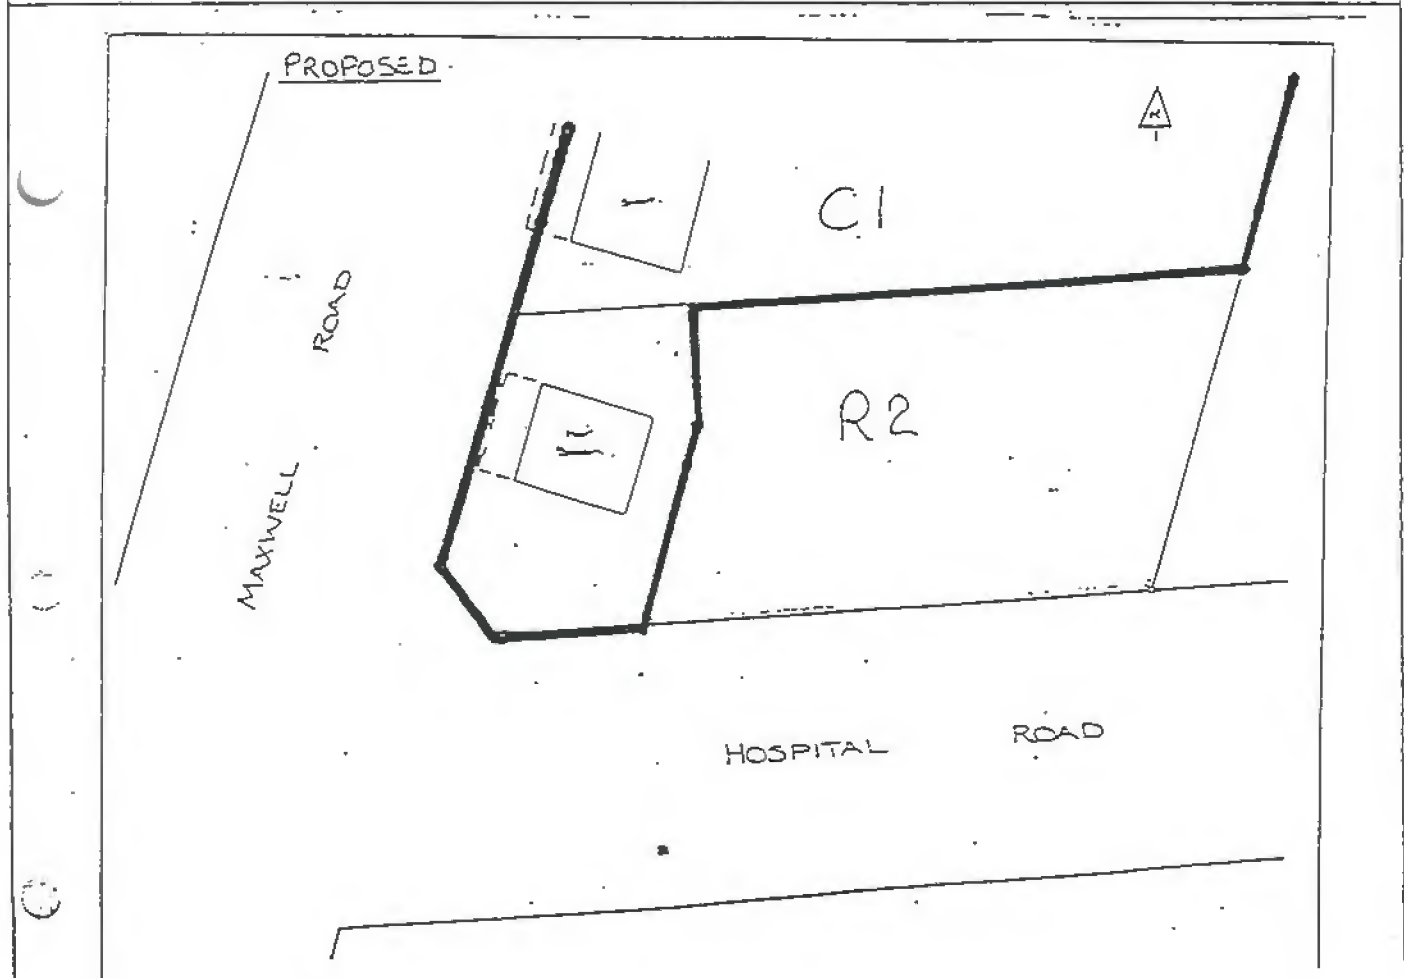 PROPOSED
C1
R2
MAXWELL ROAD
HOSPITAL ROAD